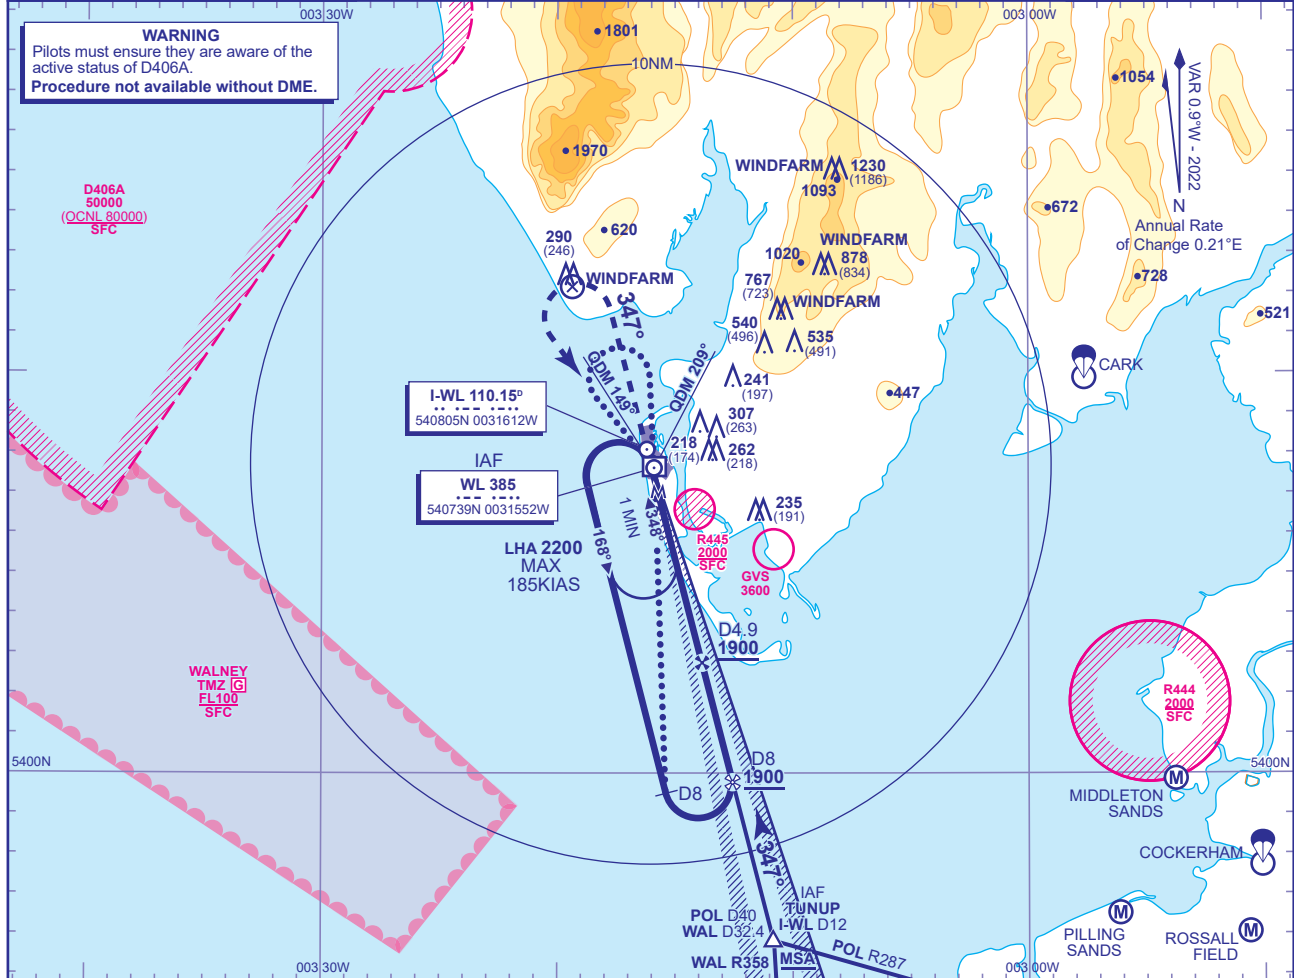 003 30W
003 00W
WARNING
Pilots must ensure they are aware of the
active status of D406A.
Procedure not available without DME.
1801
10NM
1054
VAR 0.9°W - 2022
N
Annual Rate
of Change 0.21°E
1970
WINDFARM
1230
(1186)
1093
D406A
50000
(OCNL 80000)
SFC
672
620
290
(246)
WINDFARM
WINDFARM
1020
878
(834)
728
767
(723)
WINDFARM
521
347°
540
(496)
535
(491)
QDM 149°
QDM 209°
CARK
241
(197)
447
I-WL 110.15D
540805N 0031612W
307
(263)
218
(174)
262
(218)
IAF
WL 385
540739N 0031552W
235
(191)
1 MIN
348°
168°
LHA 2200
MAX
185KIAS
R445
2000
SFC
GVS
3600
D4.9
1900
WALNEY
TMZ G
FL100
SFC
R444
2000
SFC
5400N
5400N
D8
1900
D8
M
MIDDLETON
SANDS
COCKERHAM
347°
IAF
TUNUP
I-WL D12
POL D40
WAL D32.4
WAL R358
MSA
POL R287
M
PILLING
SANDS
M
ROSSALL
FIELD
003 30W
003 00W